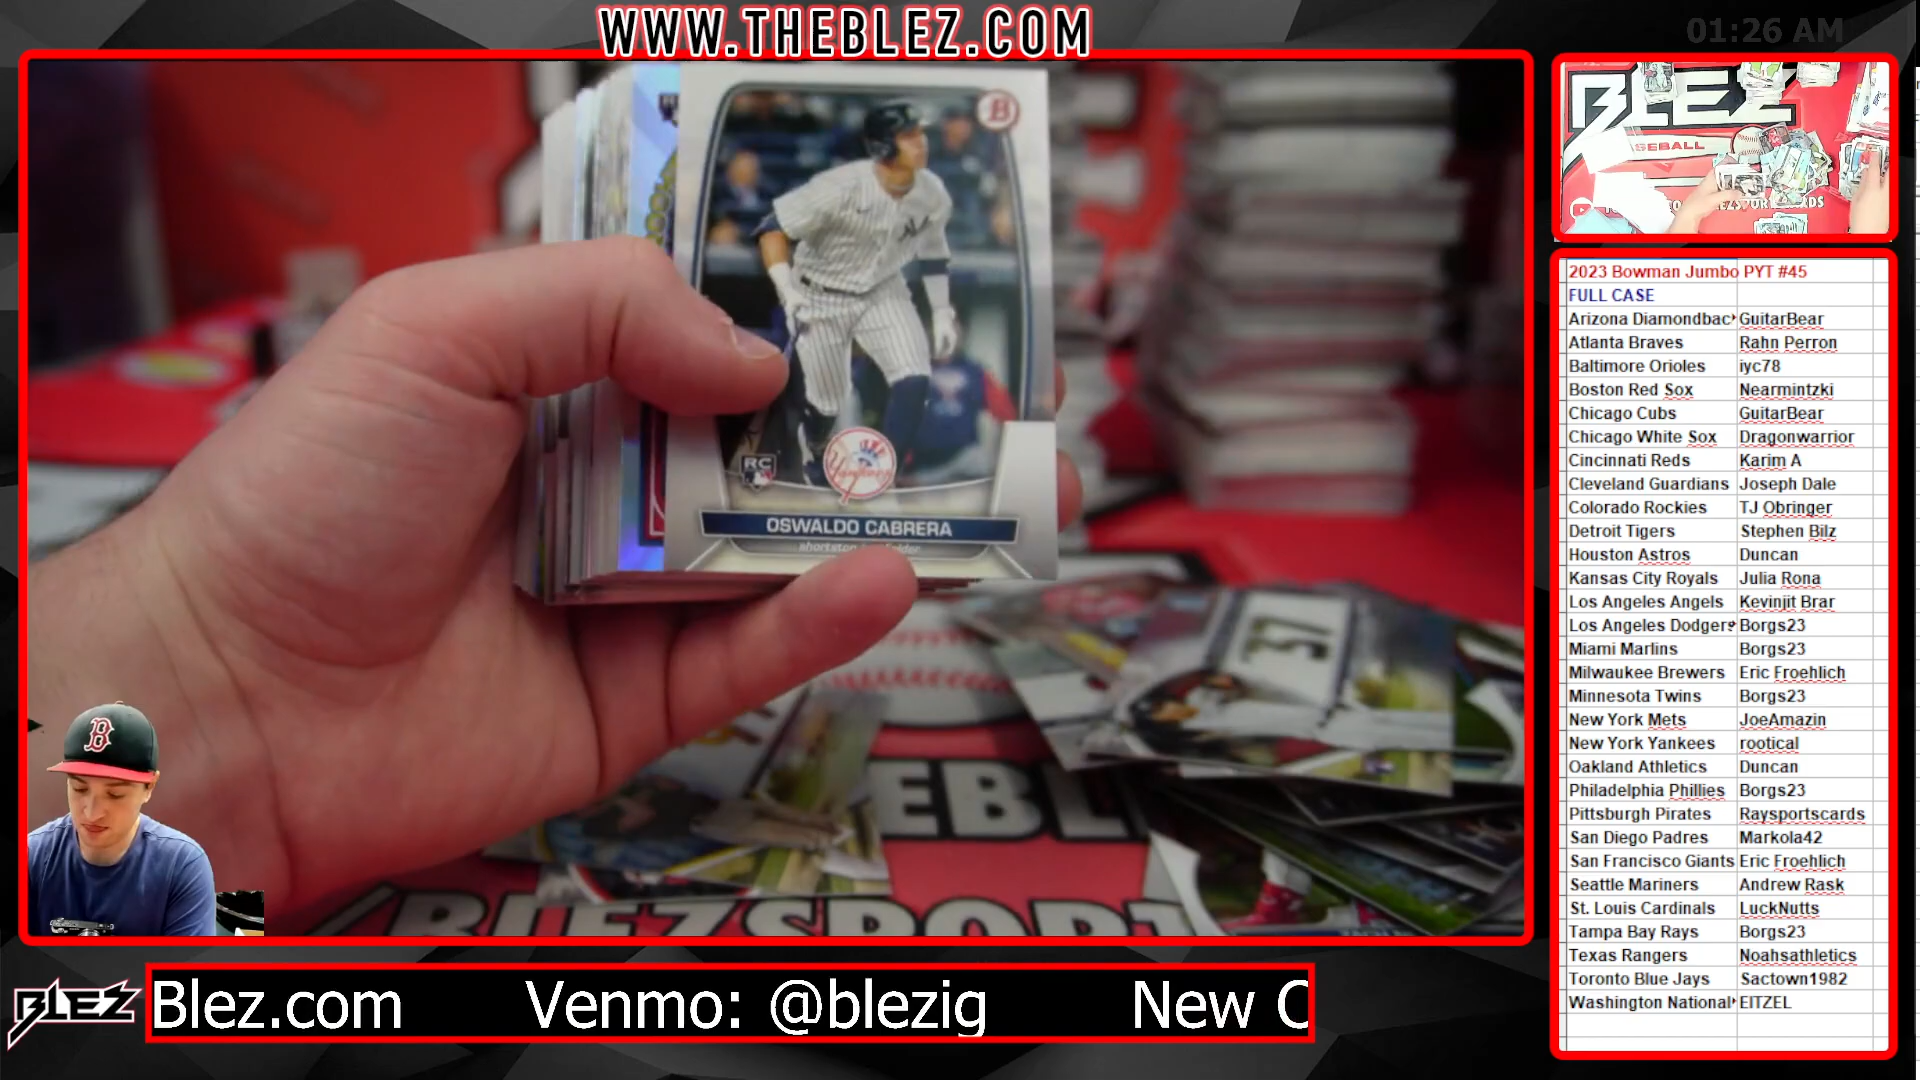 WWW.THEBLEZ.COM
01:26 AM
B
RC
Yankees
OSWALDO CABRERA
37
EBL
/BLEZSPORT
B
BLEZ
BASEBALL
2023 Bowman Jumbo PYT #45
FULL CASE
Arizona Diamondbac GuitarBear
Atlanta Braves Rahn Perron
Baltimore Orioles iyc78
Boston Red Sox Nearmintzki
Chicago Cubs GuitarBear
Chicago White Sox Dragonwarrior
Cincinnati Reds Karim A
Cleveland Guardians Joseph Dale
Colorado Rockies TJ Obringer
Detroit Tigers Stephen Bilz
Houston Astros Duncan
Kansas City Royals Julia Rona
Los Angeles Angels Kevinjit Brar
Los Angeles Dodgers Borgs23
Miami Marlins Borgs23
Milwaukee Brewers Eric Froehlich
Minnesota Twins Borgs23
New York Mets JoeAmazin
New York Yankees rootical
Oakland Athletics Duncan
Philadelphia Phillies Borgs23
Pittsburgh Pirates Raysportscards
San Diego Padres Markola42
San Francisco Giants Eric Froehlich
Seattle Mariners Andrew Rask
St. Louis Cardinals LuckNutts
Tampa Bay Rays Borgs23
Texas Rangers Noahsathletics
Toronto Blue Jays Sactown1982
Washington National EITZEL
BLEZ
Blez.com Venmo: @blezig New C